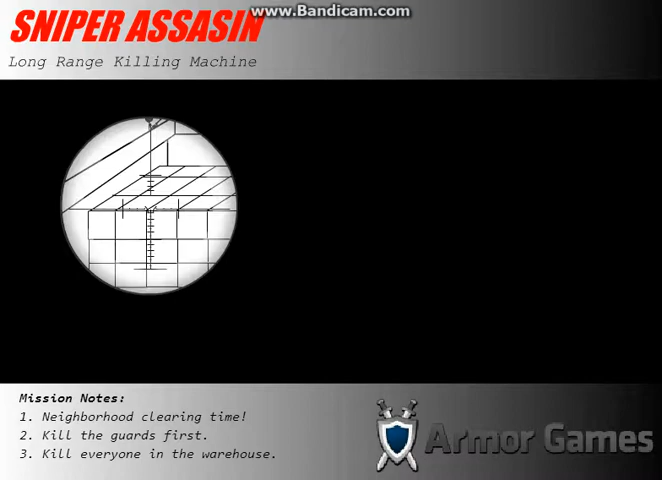 www.Bandicam.com
SNIPER ASSASIN
Long Range Killing Machine
Mission Notes:
1. Neighborhood clearing time!
2. Kill the guards first.
3. Kill everyone in the warehouse.
Armor Games